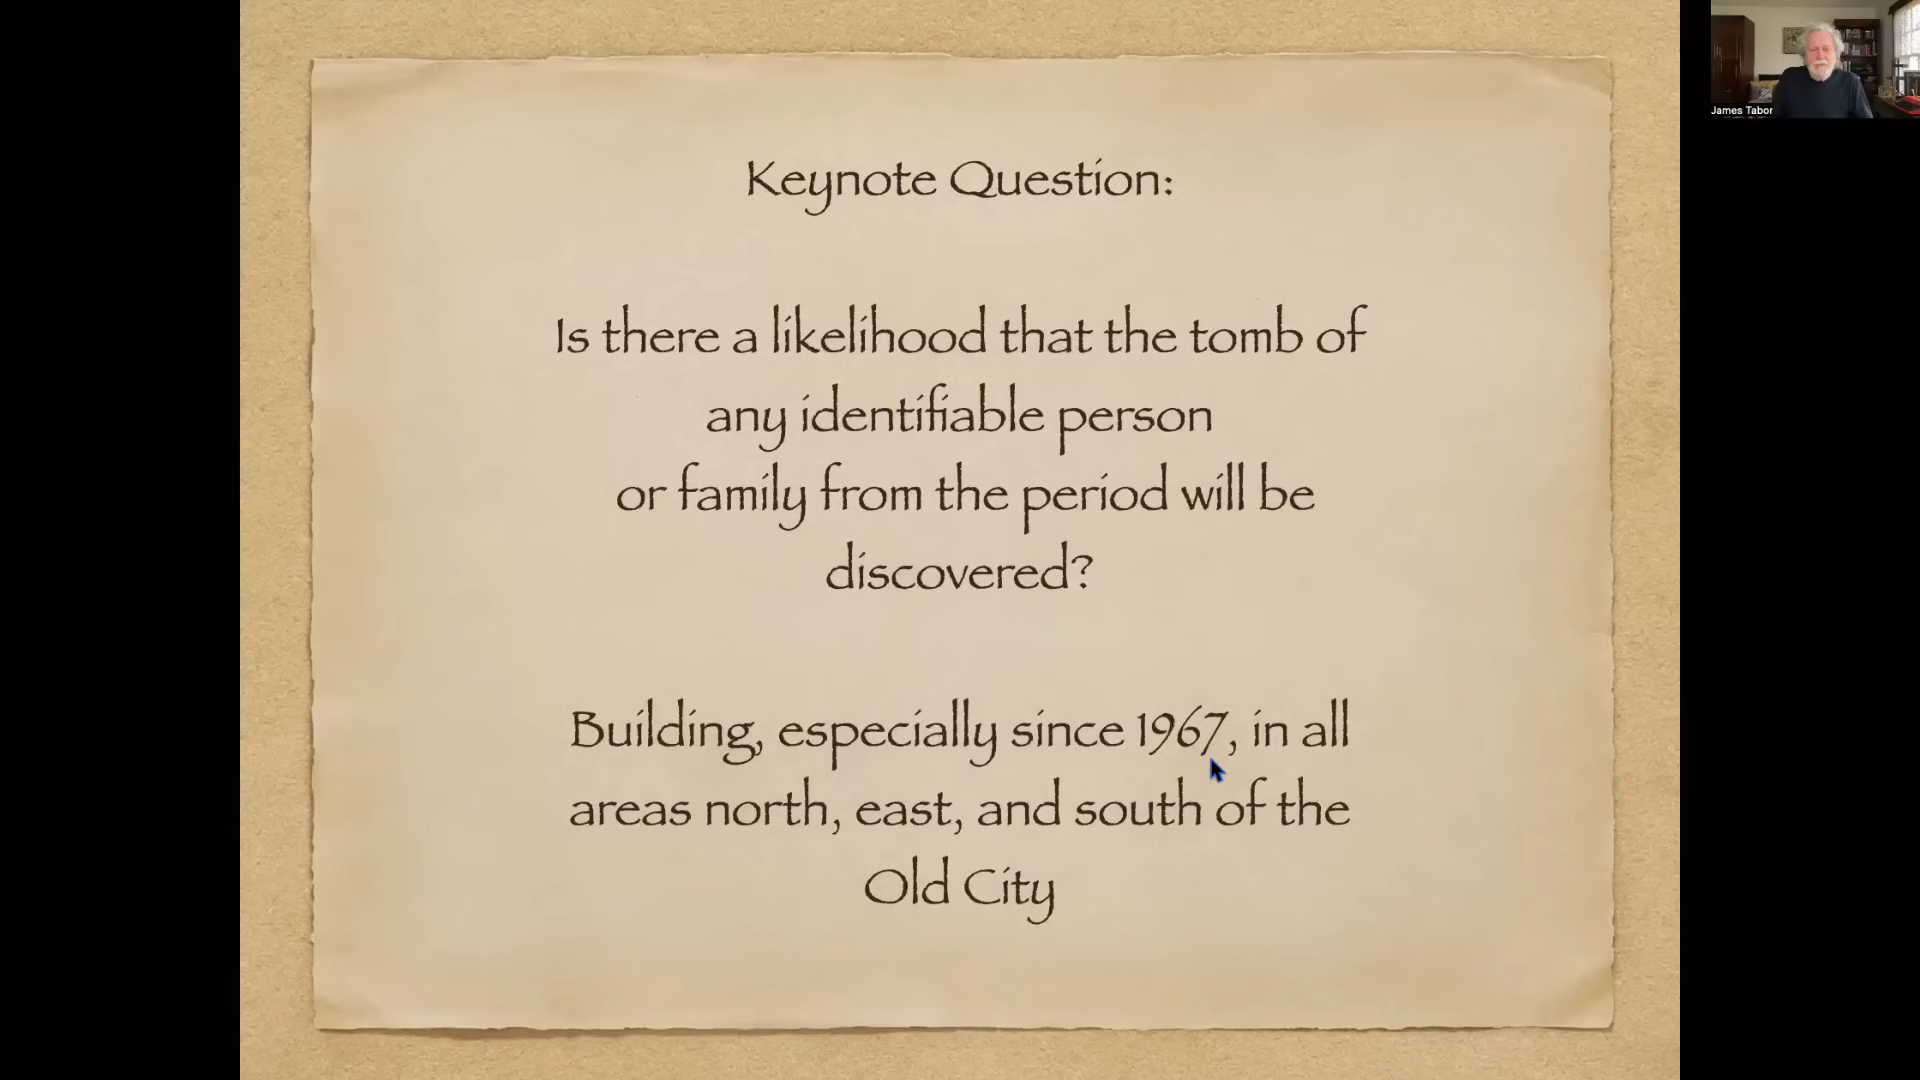 Keynote Question:
Is there a likelihood that the tomb of
any identifiable person
or family from the period will be
discovered?
Building, especially since 1967, in all
areas north, east, and south of the
Old City
James Tabor